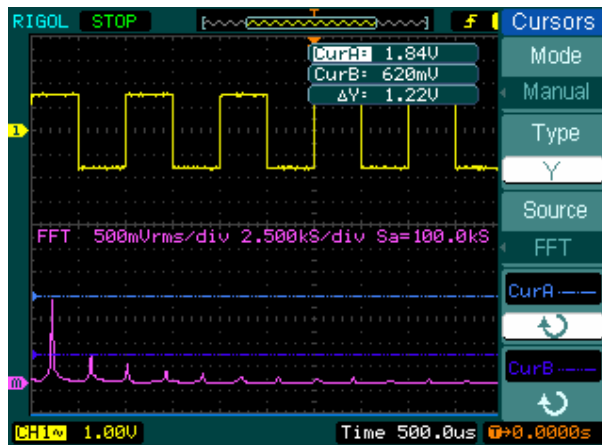 RIGOL STOP
T
Cursors
CurA: 1.84V
CurB: 620mV
ΔY: 1.22V
Mode
Manual
Type
Y
Source
FFT
CurA
CurB
1
FFT 500mVrms/div 2.500kS/div Sa=100.0kS
m
CH1~ 1.00V
Time 500.0us T→0.0000s